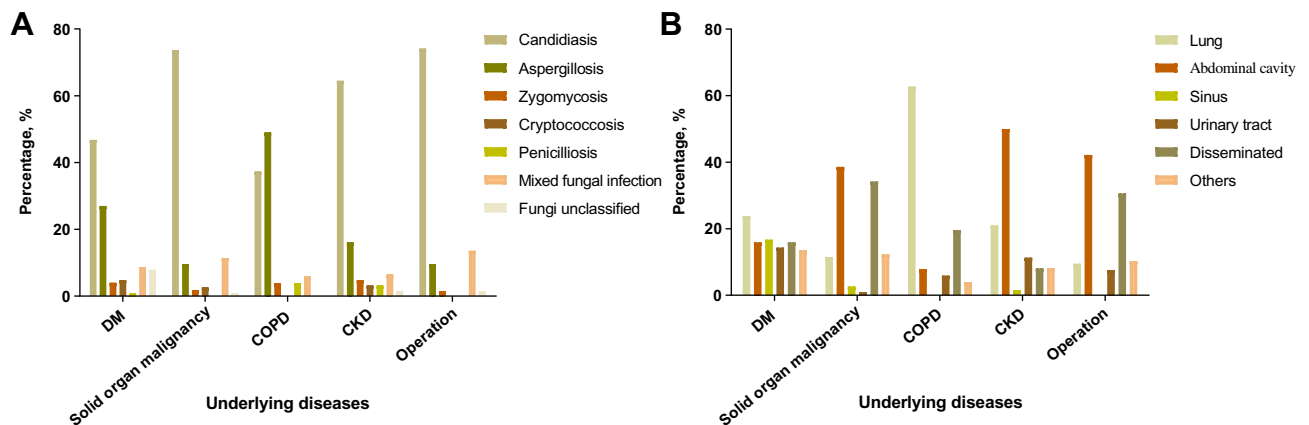 A
Percentage, %
80
60
40
20
0
DM
Solid organ malignancy
COPD
CKD
Operation
Underlying diseases
Candidiasis
Aspergillosis
Zygomycosis
Cryptococcosis
Penicilliosis
Mixed fungal infection
Fungi unclassified
B
Percentage, %
80
60
40
20
0
DM
Solid organ malignancy
COPD
CKD
Operation
Underlying diseases
Lung
Abdominal cavity
Sinus
Urinary tract
Disseminated
Others